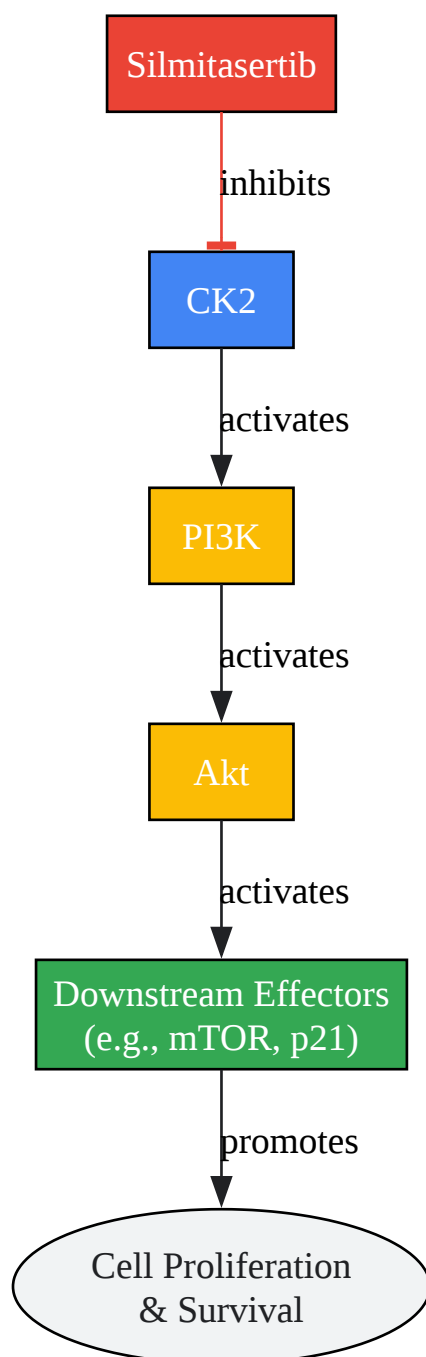 Silmitasertib
inhibits
CK2
activates
PI3K
activates
Akt
activates
Downstream Effectors
(e.g., mTOR, p21)
promotes
Cell Proliferation
& Survival